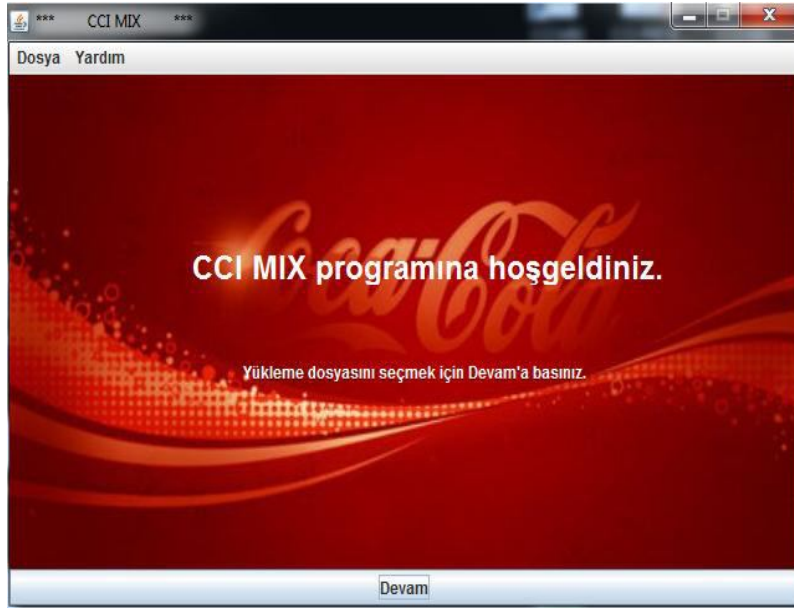 *** CCI MIX ***
Dosya Yardım
Coca-Cola
CCI MIX programına hoşgeldiniz.
Yükleme dosyasını seçmek için Devam'a basınız.
Devam